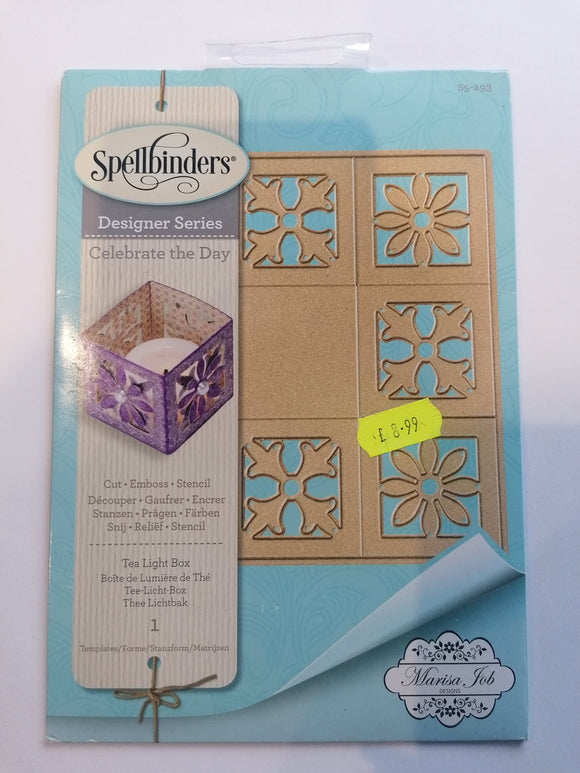 S5-293
Spellbinders®
Designer Series
Celebrate the Day
£8.99
Cut • Emboss • Stencil
Découper • Gaufrer • Encrer
Stanzen • Prägen • Färben
Snij • Reliëf • Stencil
Tea Light Box
Boîte de Lumière de Thé
Tee-Licht-Box
Thee Lichtbak
1
Templates/Forme/Stanzform/Matrijzen
Marisa Job
DESIGNS